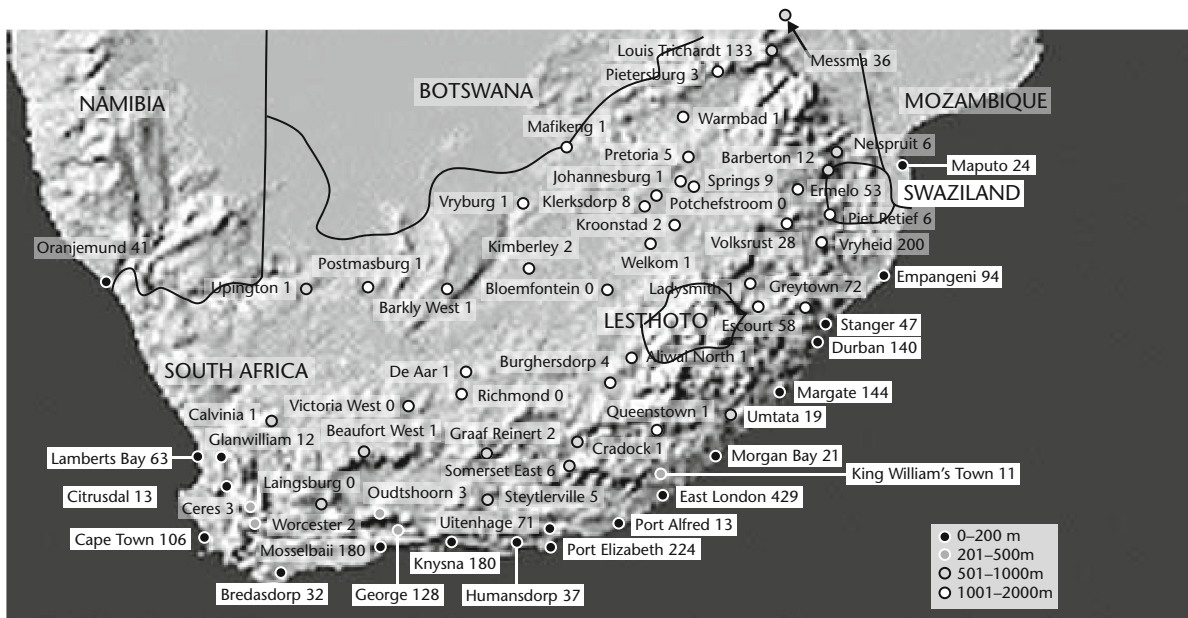 Louis Trichardt 133
Messma 36
Pietersburg 3
BOTSWANA
NAMIBIA
MOZAMBIQUE
Warmbad 1
Mafikeng 1
Nelspruit 6
Pretoria 5
Barberton 12
Maputo 24
Johannesburg 1
Springs 9
Ermelo 53
SWAZILAND
Vryburg 1
Klerksdorp 8
Potchefstroom 0
Piet Retief 6
Kroonstad 2
Oranjemund 41
Kimberley 2
Volksrust 28
Vryheid 200
Postmasburg 1
Welkom 1
Empangeni 94
Upington 1
Bloemfontein 0
Ladysmith 1
Greytown 72
Barkly West 1
LESTHOTO
Escourt 58
Stanger 47
Durban 140
Burghersdorp 4
Aliwal North 1
SOUTH AFRICA
De Aar 1
Margate 144
Richmond 0
Victoria West 0
Calvinia 1
Queenstown 1
Umtata 19
Glanwilliam 12
Beaufort West 1
Graaf Reinert 2
Cradock 1
Lamberts Bay 63
Morgan Bay 21
Somerset East 6
King William's Town 11
Laingsburg 0
Citrusdal 13
Oudtshoorn 3
Steytlerville 5
East London 429
Ceres 3
Worcester 2
Uitenhage 71
Port Alfred 13
Cape Town 106
Mosselbaii 180
Port Elizabeth 224
Knysna 180
Bredasdorp 32
George 128
Humansdorp 37
0–200 m
201–500m
501–1000m
1001–2000m